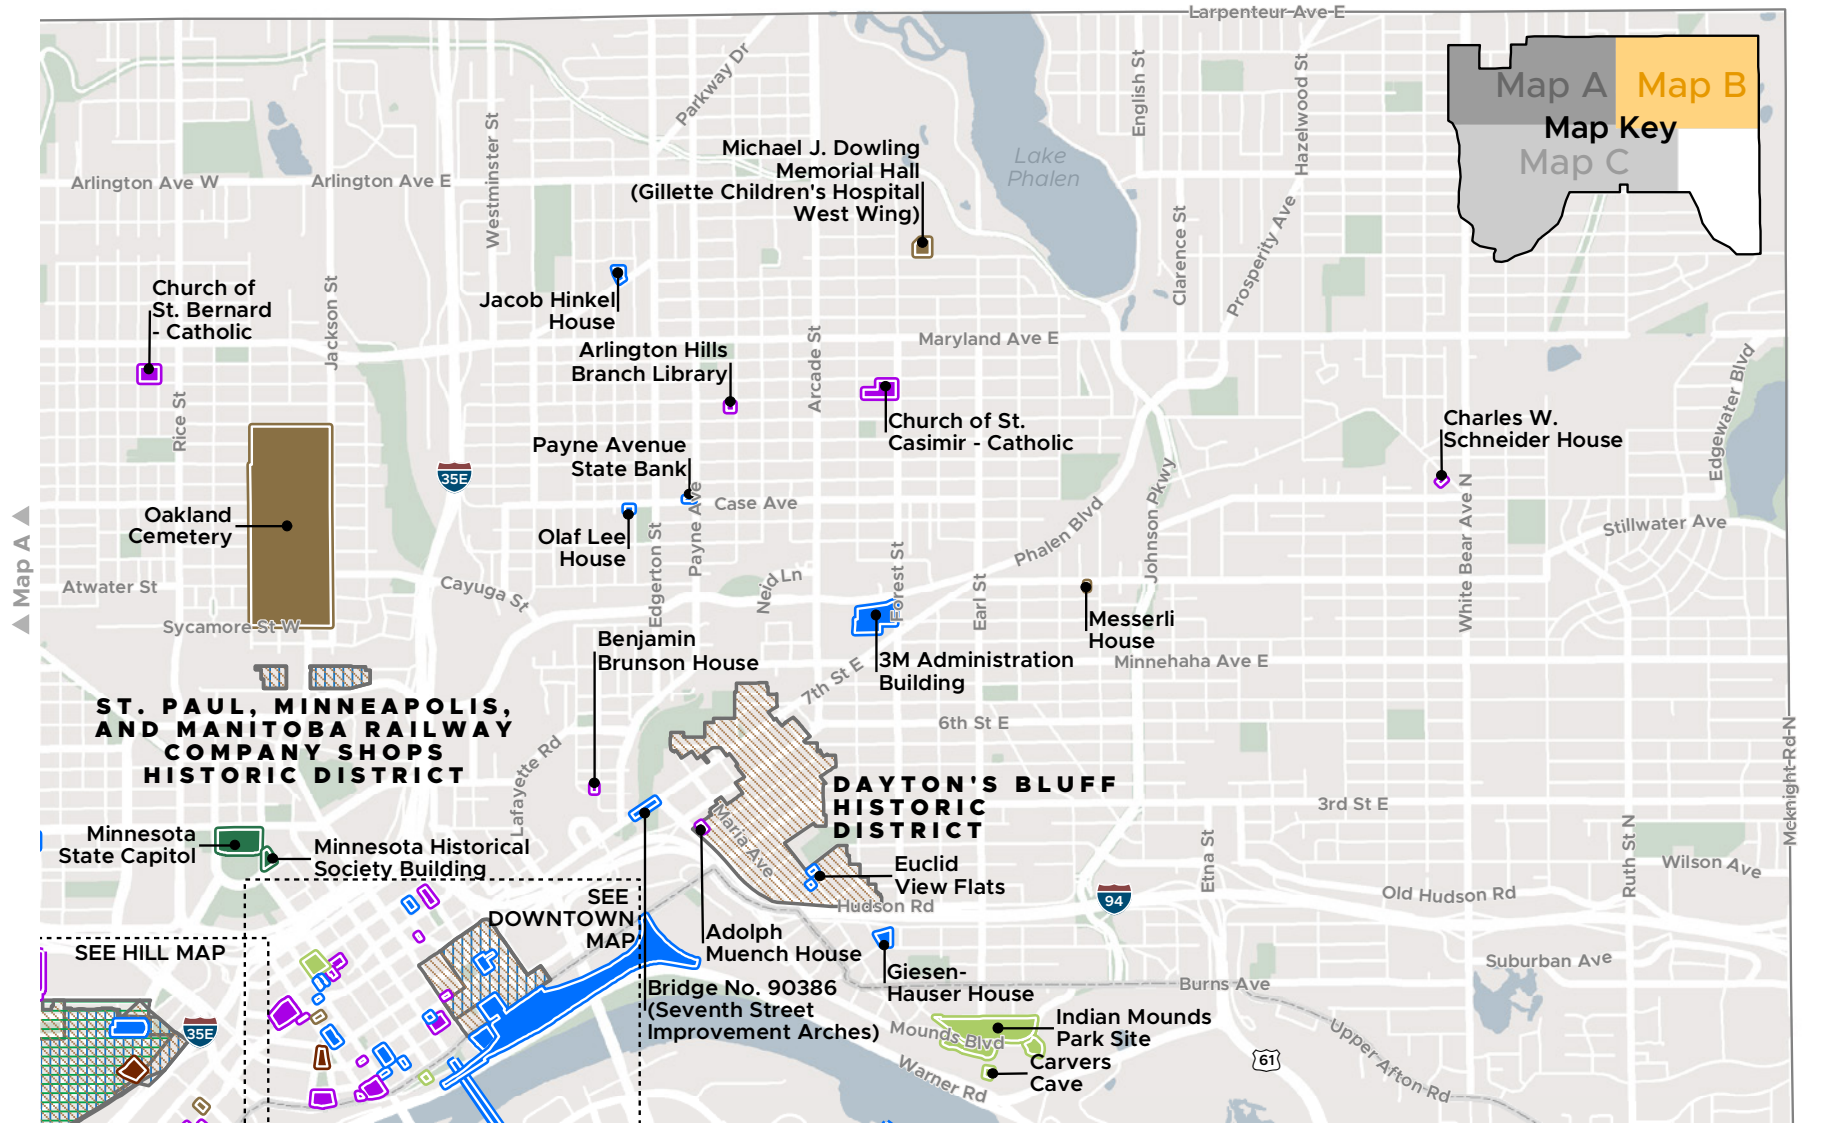 Larpenteur Ave E
Parkway Dr
English St
Hazelwood St
Map A
Map B
Map Key
Map C
Westminster St
Michael J. Dowling
Memorial Hall
(Gillette Children's Hospital
West Wing)
Lake
Phalen
Arlington Ave W
Arlington Ave E
Clarence St
Prosperity Ave
Church of
St. Bernard
- Catholic
Jackson St
Jacob Hinkel
House
Maryland Ave E
Arlington Hills
Branch Library
Arcade St
Edgewater Blvd
Rice St
Church of St.
Casimir - Catholic
Charles W.
Schneider House
Payne Avenue
State Bank
35E
Case Ave
Payne Ave
Johnson Pkwy
White Bear Ave N
Oakland
Cemetery
Olaf Lee
House
Edgerton St
Phalen Blvd
Stillwater Ave
Map A
Atwater St
Cayuga St
Neid Ln
Forest St
Earl St
Sycamore St W
Messerli
House
Benjamin
Brunson House
3M Administration
Building
Minnehaha Ave E
7th St E
ST. PAUL, MINNEAPOLIS,
AND MANITOBA RAILWAY
COMPANY SHOPS
HISTORIC DISTRICT
6th St E
Lafayette Rd
Mcknight Rd N
DAYTON'S BLUFF
HISTORIC
DISTRICT
3rd St E
Minnesota
State Capitol
Minnesota Historical
Society Building
Maria Ave
Euclid
View Flats
Etna St
Ruth St N
Wilson Ave
Old Hudson Rd
94
Hudson Rd
SEE
DOWNTOWN
MAP
SEE HILL MAP
Adolph
Muench House
Giesen-
Hauser House
Suburban Ave
Burns Ave
Bridge No. 90386
(Seventh Street
Improvement Arches)
35E
Mounds Blvd
Indian Mounds
Park Site
Carvers
Cave
Warner Rd
61
Upper Afton Rd